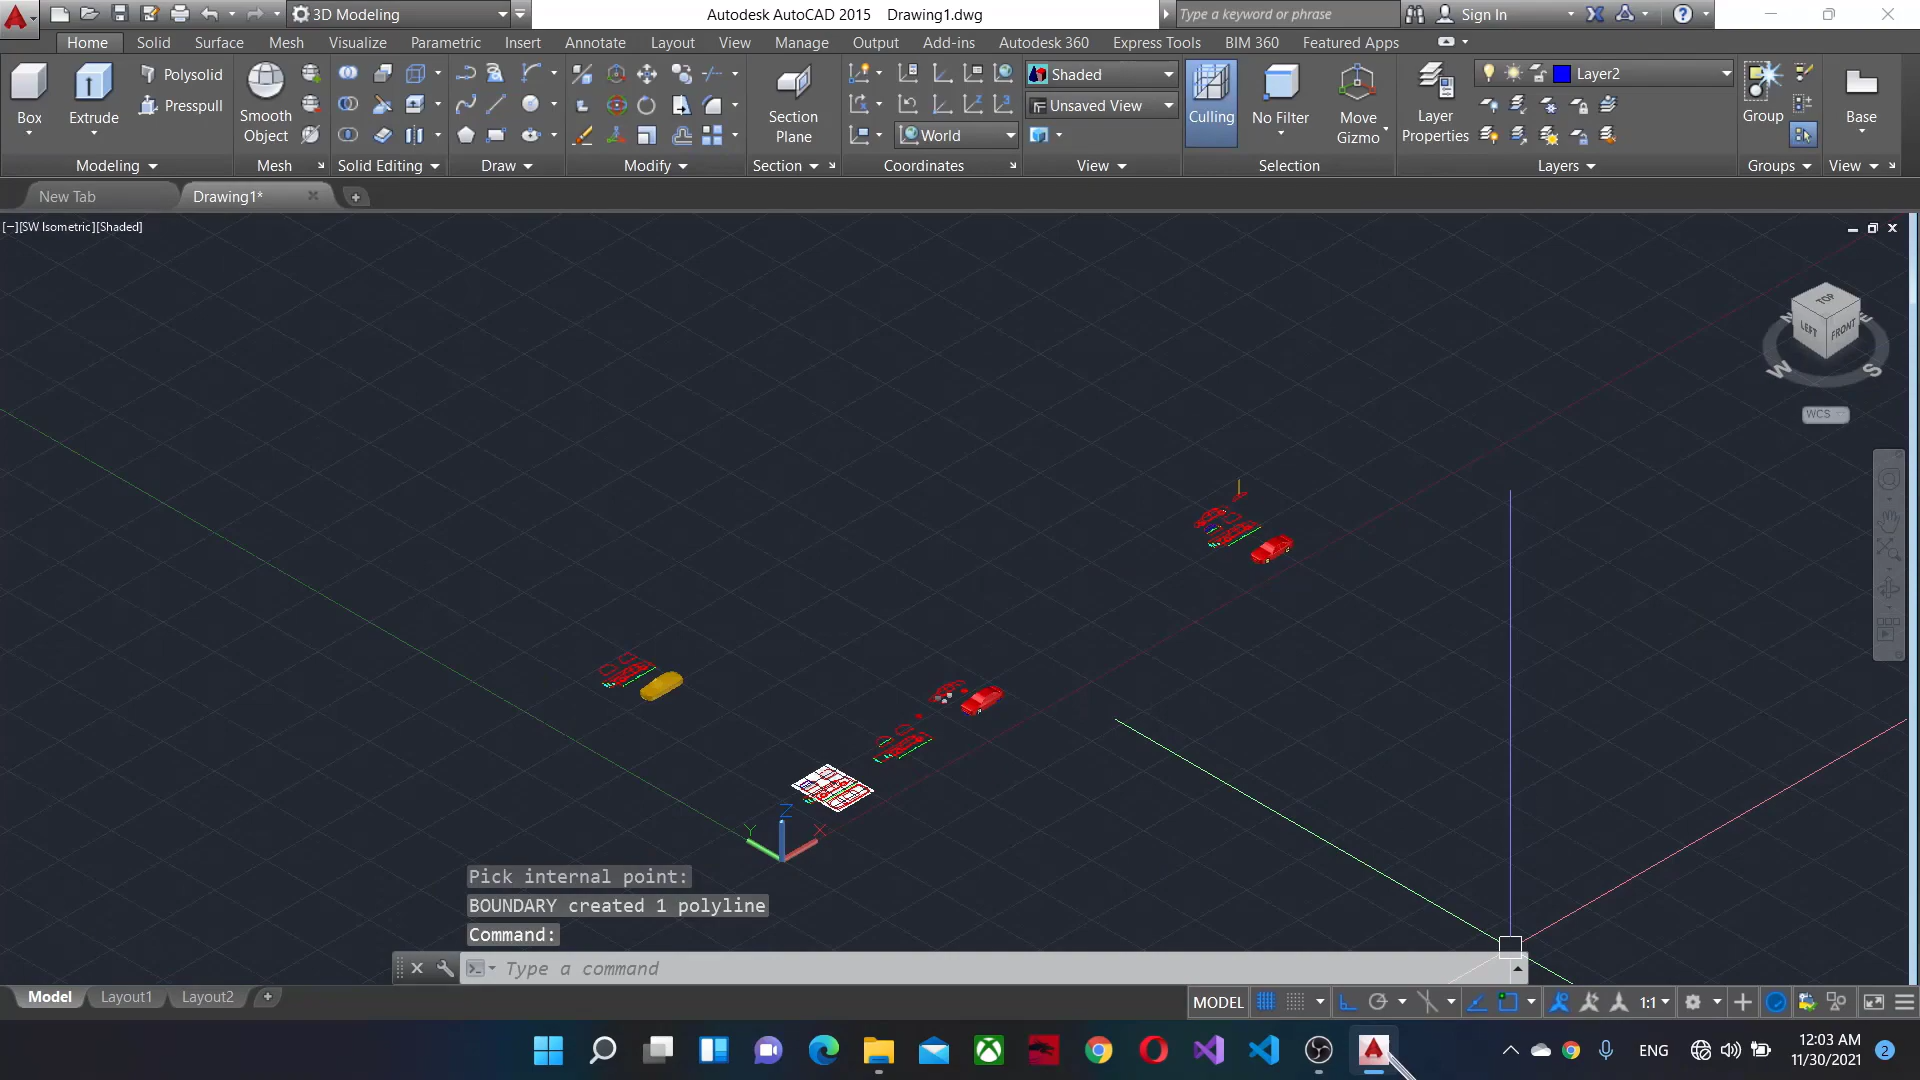 3D Modeling
Autodesk AutoCAD 2015 Drawing1.dwg
Type a keyword or phrase
Sign In
Home Solid Surface Mesh Visualize Parametric Insert Annotate Layout View Manage Output Add-ins Autodesk 360 Express Tools BIM 360 Featured Apps
Box
Extrude
Polysolid
Presspull
Smooth
Object
Section
Plane
World
Shaded
Unsaved View
Culling
No Filter
Move
Gizmo
Layer
Properties
Layer2
Group
Base
Modeling Mesh Solid Editing Draw Modify Section Coordinates View Selection Layers Groups View
New Tab Drawing1*
[−][SW Isometric][Shaded]
TOP
LEFT FRONT
N E
W S
WCS
Z
Y X
Pick internal point:
BOUNDARY created 1 polyline
Command:
Type a command
Model Layout1 Layout2
MODEL 1:1
ENG
12:03 AM
11/30/2021
2